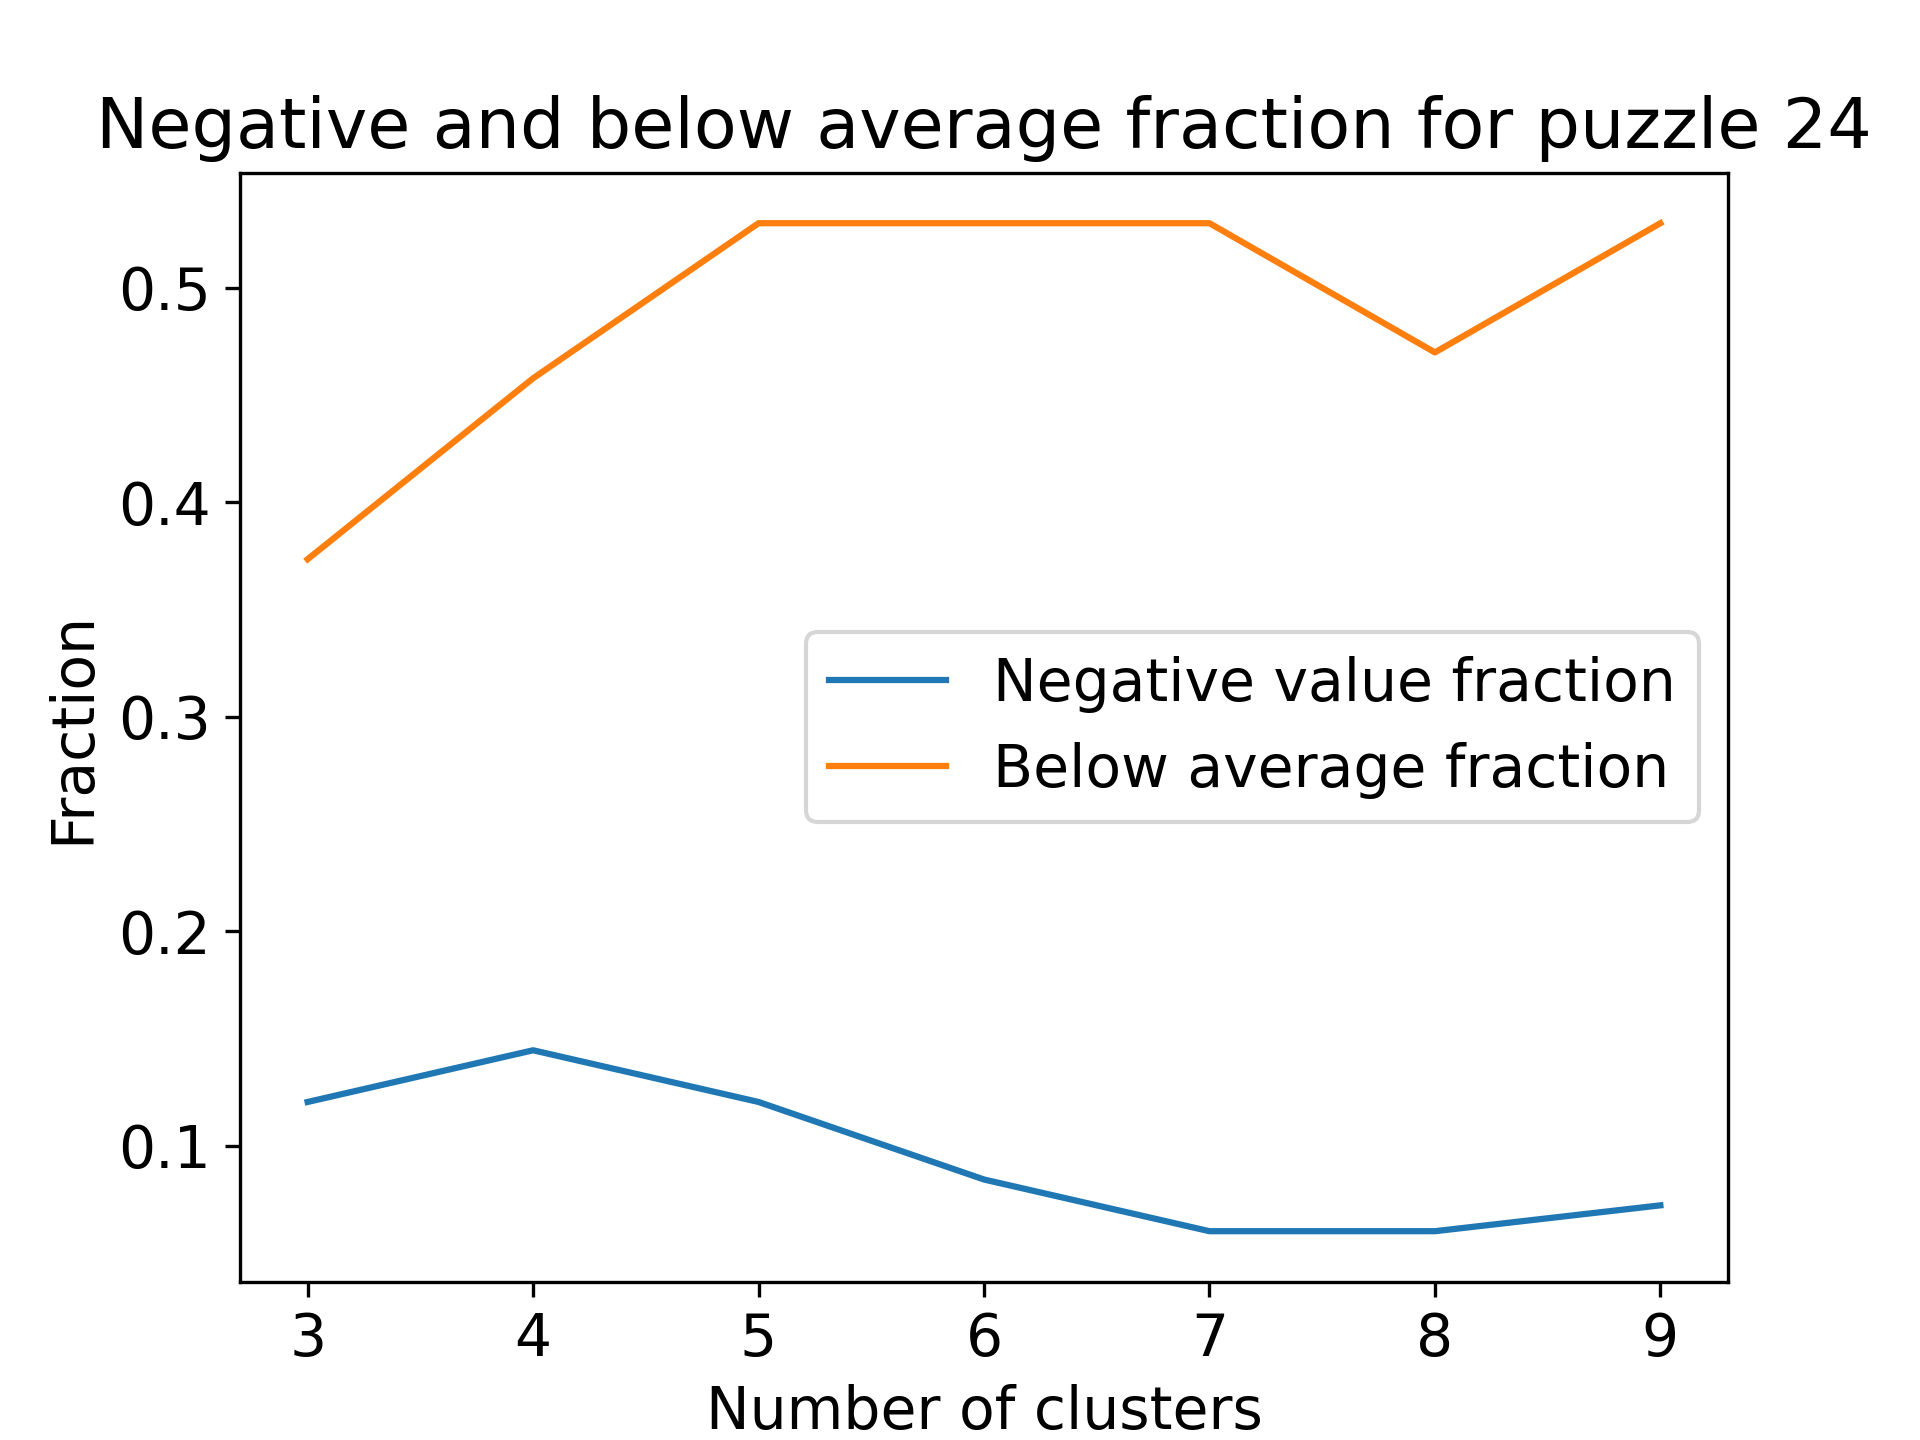 Negative and below average fraction for puzzle 24
0.5
0.4
0.3
0.2
0.1
Fraction
Negative value fraction
Below average fraction
3 4 5 6 7 8 9
Number of clusters